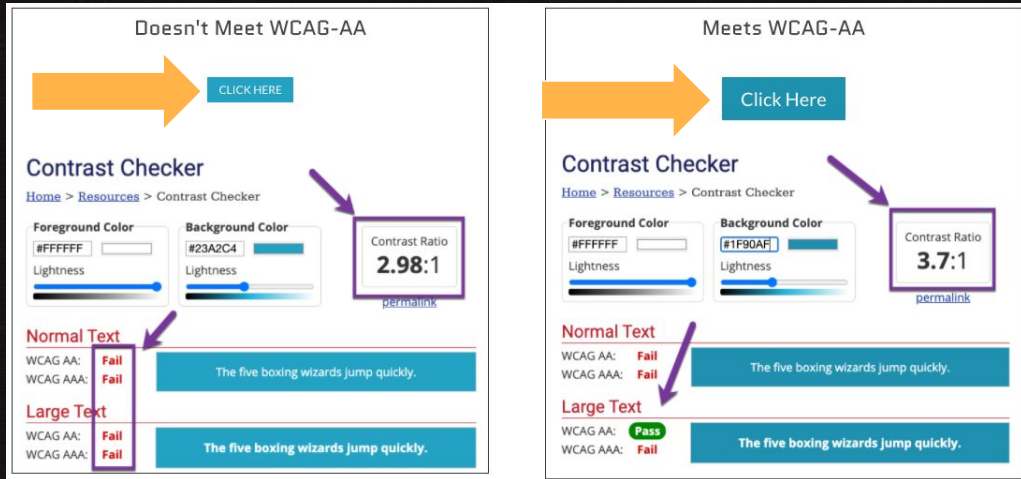 Doesn't Meet WCAG-AA
CLICK HERE
Contrast Checker
Home > Resources > Contrast Checker
Foreground Color
#FFFFFF
Lightness
Background Color
#23A2C4
Lightness
Contrast Ratio
2.98:1
permalink
Normal Text
WCAG AA: Fail
WCAG AAA: Fail
The five boxing wizards jump quickly.
Large Text
WCAG AA: Fail
WCAG AAA: Fail
The five boxing wizards jump quickly.
Meets WCAG-AA
Click Here
Contrast Checker
Home > Resources > Contrast Checker
Foreground Color
#FFFFFF
Lightness
Background Color
#1F90AF
Lightness
Contrast Ratio
3.7:1
permalink
Normal Text
WCAG AA: Fail
WCAG AAA: Fail
The five boxing wizards jump quickly.
Large Text
WCAG AA: Pass
WCAG AAA: Fail
The five boxing wizards jump quickly.